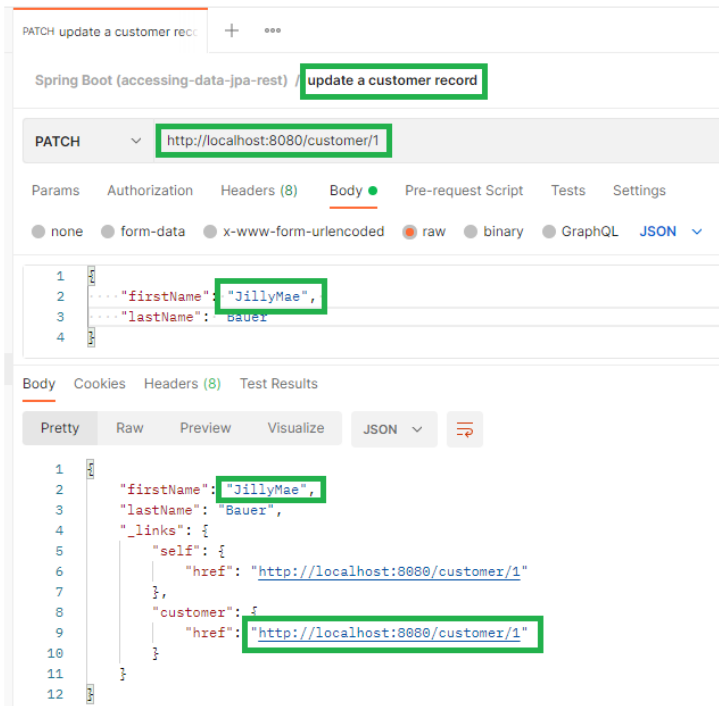 PATCH update a customer rec
Spring Boot (accessing-data-jpa-rest) / update a customer record
PATCH http://localhost:8080/customer/1
Params Authorization Headers (8) Body Pre-request Script Tests Settings
none form-data x-www-form-urlencoded raw binary GraphQL JSON
1 {
2 "firstName": "JillyMae",
3 "lastName": "Bauer"
4 }
Body Cookies Headers (8) Test Results
Pretty Raw Preview Visualize JSON
1 {
2 "firstName": "JillyMae",
3 "lastName": "Bauer",
4 "_links": {
5 "self": {
6 "href": "http://localhost:8080/customer/1"
7 },
8 "customer": {
9 "href": "http://localhost:8080/customer/1"
10 }
11 }
12 }